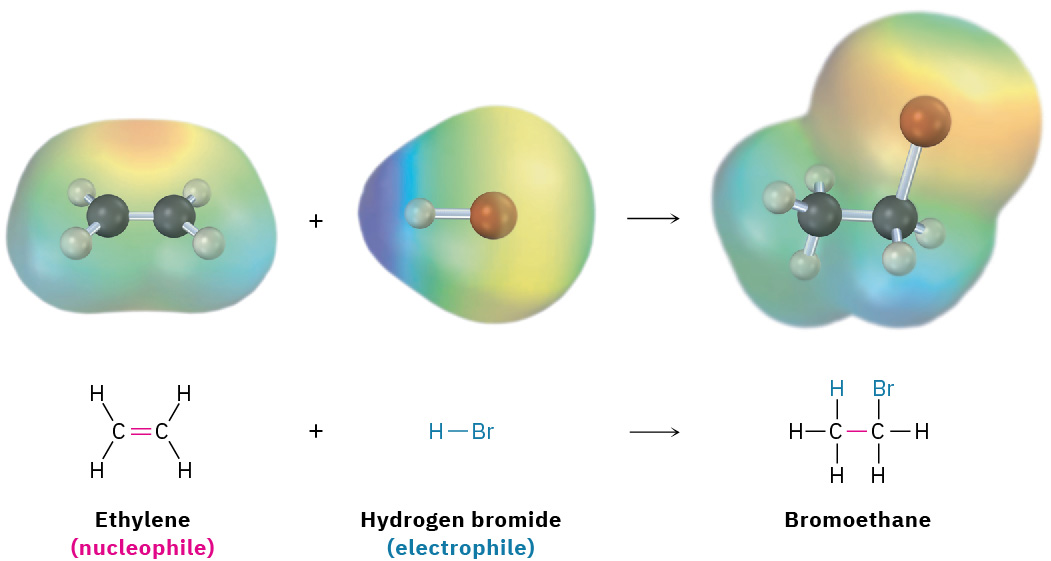 +
H H H Br
C=C + H—Br H—C—C—H
H H H H
Ethylene Hydrogen bromide Bromoethane
(nucleophile) (electrophile)